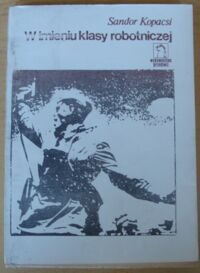 Sandor Kopacsi
W imieniu klasy robotniczej